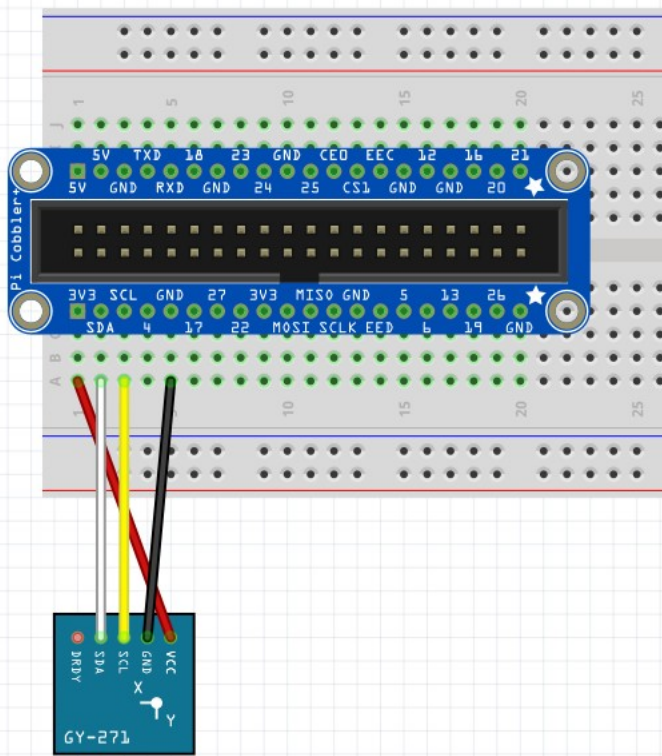 1 5 10 15 20 25
J
5V TXD 18 23 GND CE0 EEC 12 16 21
5V GND RXD GND 24 25 CS1 GND GND 20
Pi Cobbler+
3V3 SCL GND 27 3V3 MISO GND 5 13 26
SDA 4 17 22 MOSI SCLK EED 6 19 GND
B
A
10 15 20 25
DRDY SDA SCL GND VCC
X
Y
GY-271